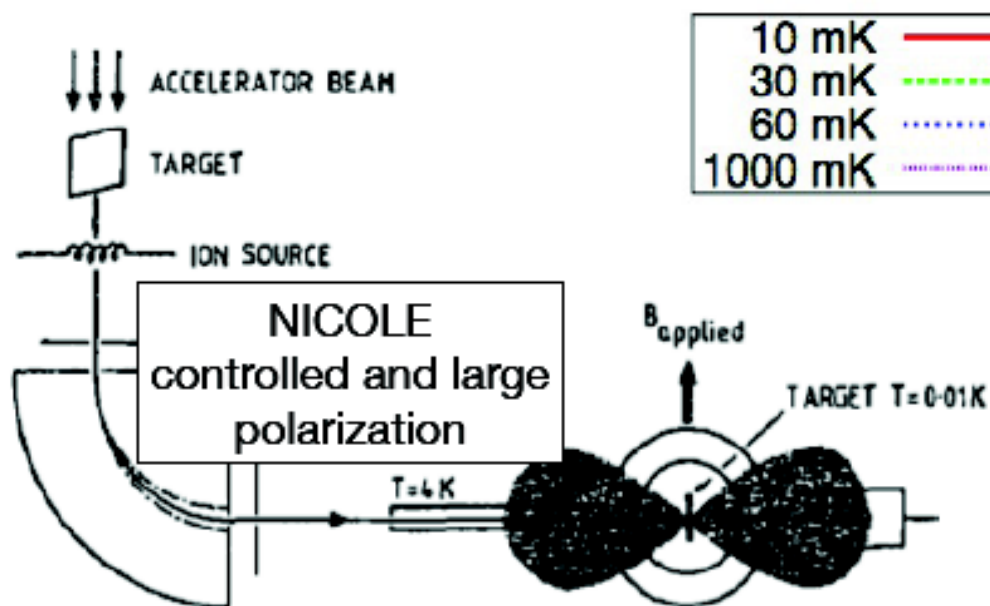 ACCELERATOR BEAM
TARGET
ION SOURCE
10 mK
30 mK
60 mK
1000 mK
NICOLE
controlled and large
polarization
Bapplied
TARGET T=0.01K
T=4K